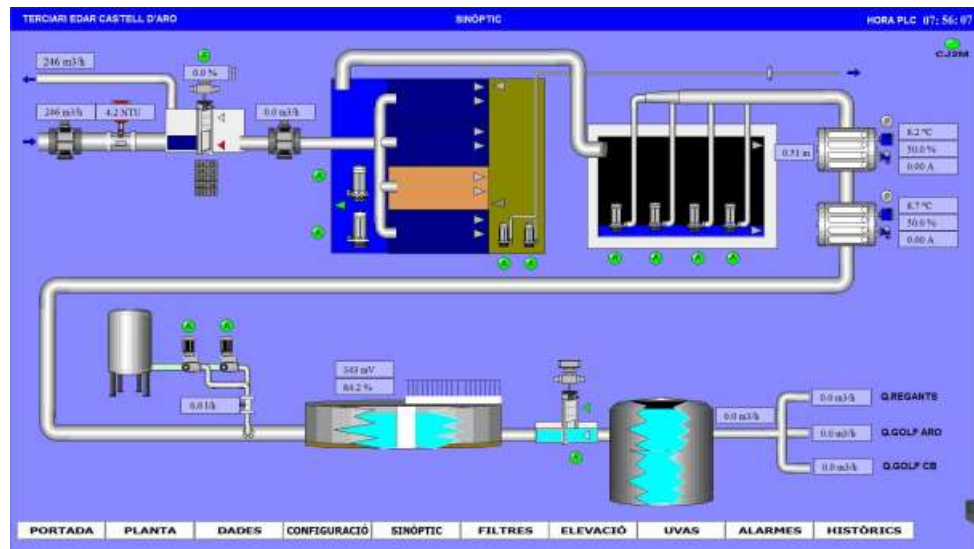 TERCIARI EDAR CASTELL D'ARO
SINÒPTIC
HORA PLC 07:56:07
CJ2M
246 m3/h
0.0 %
246 m3/h
4.2 NTU
0.0 m3/h
0.51 m
8.2 ºC
50.0 %
0.00 A
8.7 ºC
50.0 %
0.00 A
A
A
A
A
A
A
A
A
A
A
A
343 mV
88.2 %
0.0 l/h
A
0.0 m3/h
0.0 m3/h
Q.REGANTS
0.0 m3/h
Q.GOLF ARO
0.0 m3/h
Q.GOLF CB
PORTADA
PLANTA
DADES
CONFIGURACIÓ
SINÒPTIC
FILTRES
ELEVACIÓ
UVAS
ALARMES
HISTÒRICS